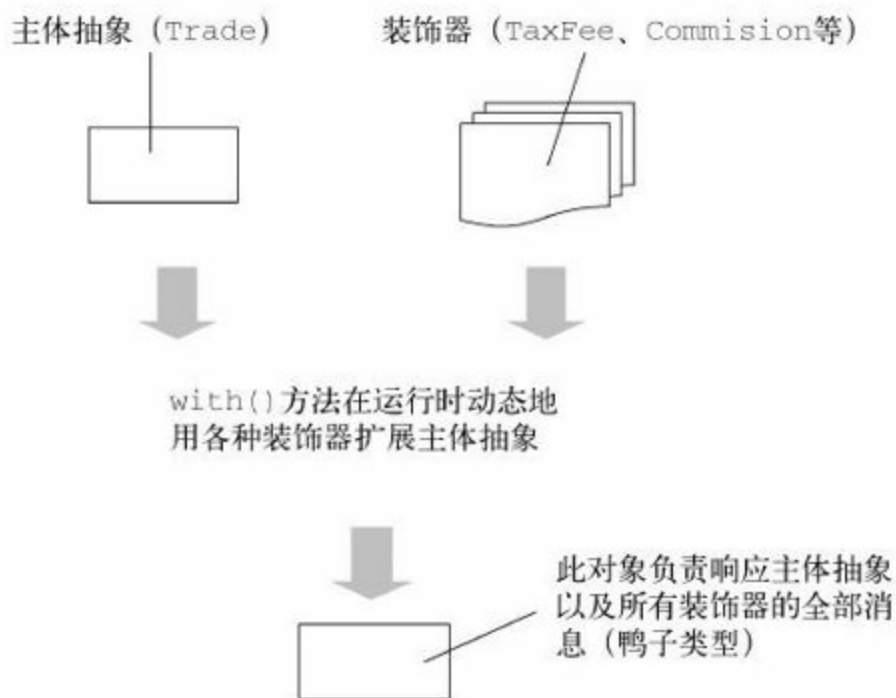 主体抽象（Trade）
装饰器（TaxFee、Commision等）
with()方法在运行时动态地
用各种装饰器扩展主体抽象
此对象负责响应主体抽象
以及所有装饰器的全部消
息（鸭子类型）